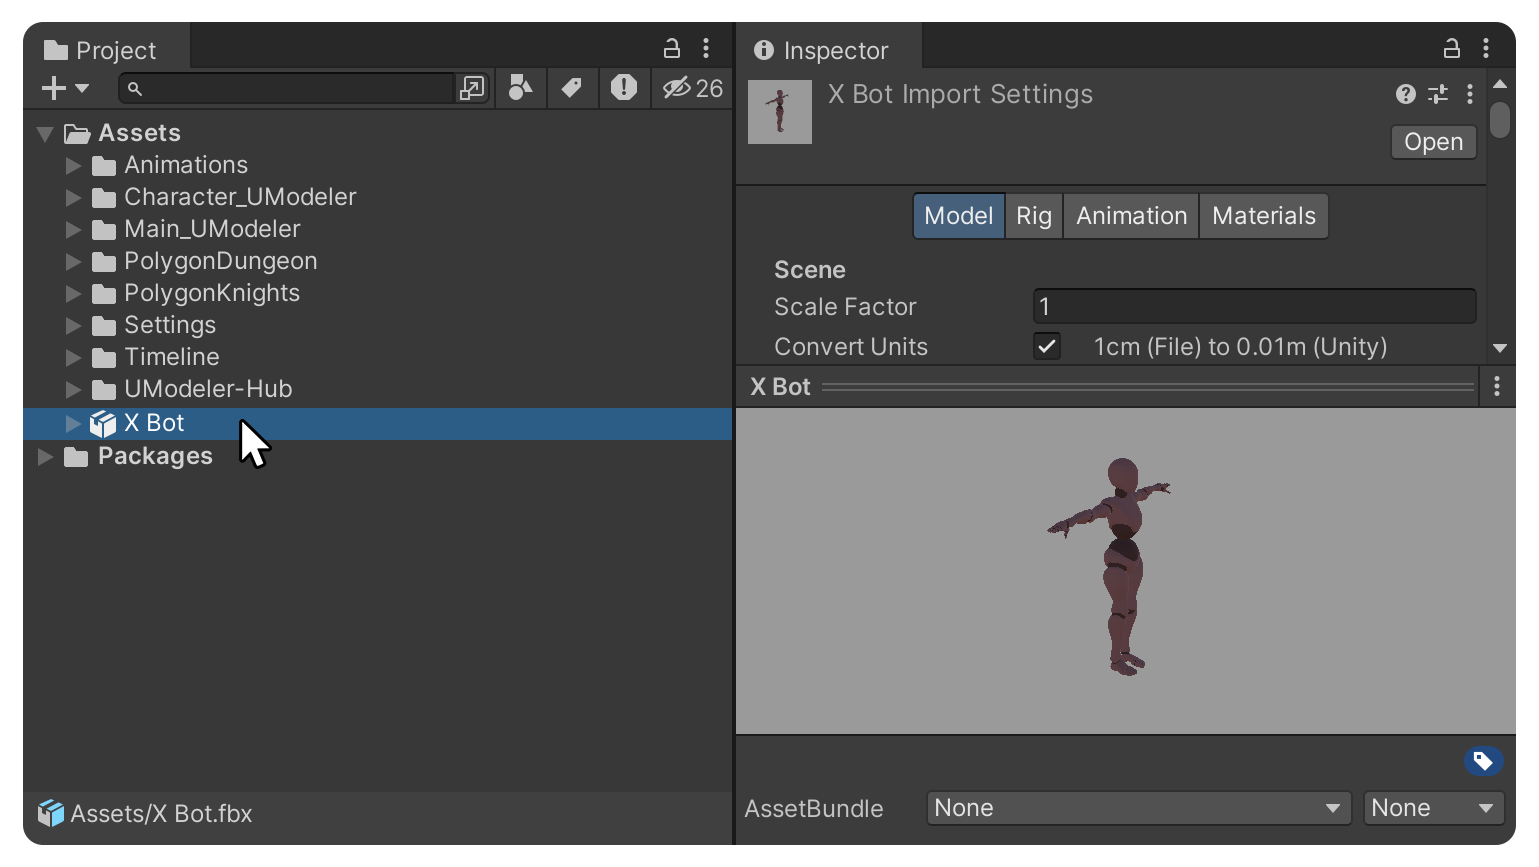 Project
26
Assets
Animations
Character_UModeler
Main_UModeler
PolygonDungeon
PolygonKnights
Settings
Timeline
UModeler-Hub
X Bot
Packages
Assets/X Bot.fbx
Inspector
X Bot Import Settings
Open
Model Rig Animation Materials
Scene
Scale Factor 1
Convert Units 1cm (File) to 0.01m (Unity)
X Bot
AssetBundle None None